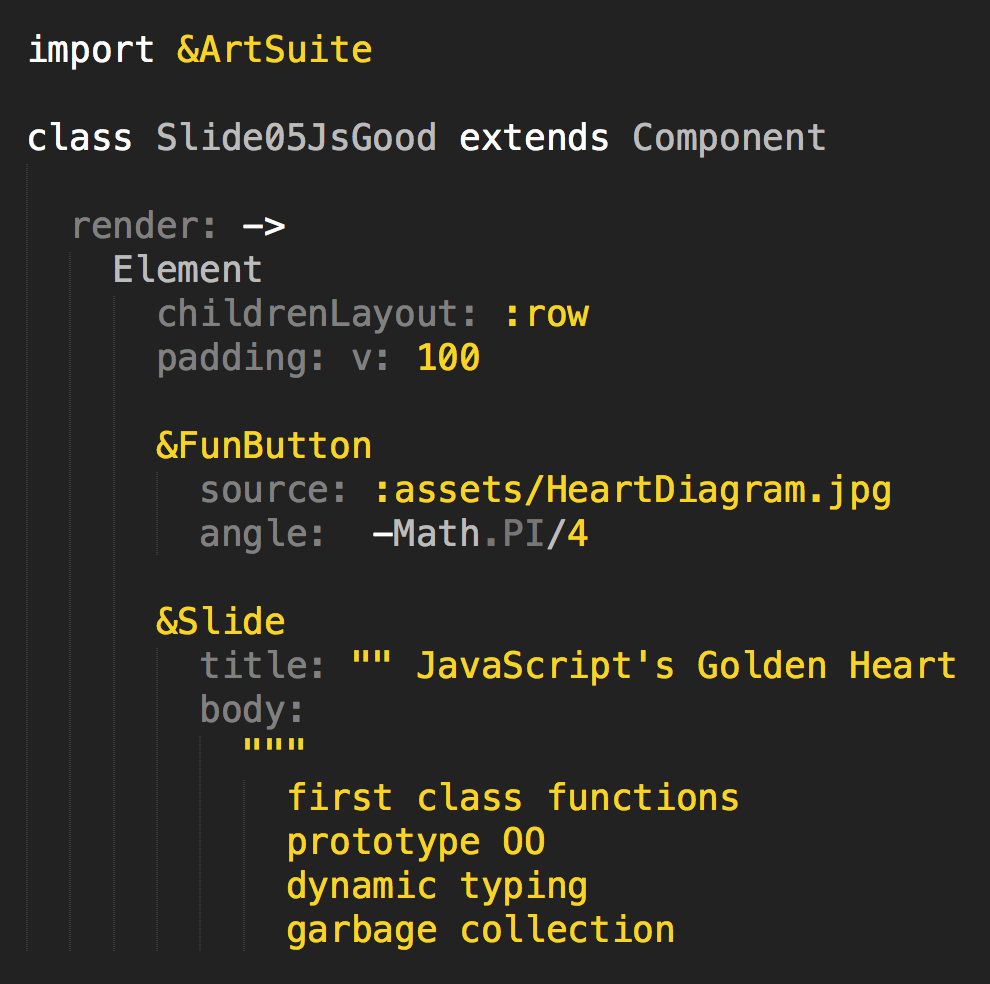 import &ArtSuite
class Slide05JsGood extends Component
render: ->
Element
childrenLayout: :row
padding: v: 100
&FunButton
source: :assets/HeartDiagram.jpg
angle:  -Math.PI/4
&Slide
title: "" JavaScript's Golden Heart
body:
"""
first class functions
prototype OO
dynamic typing
garbage collection